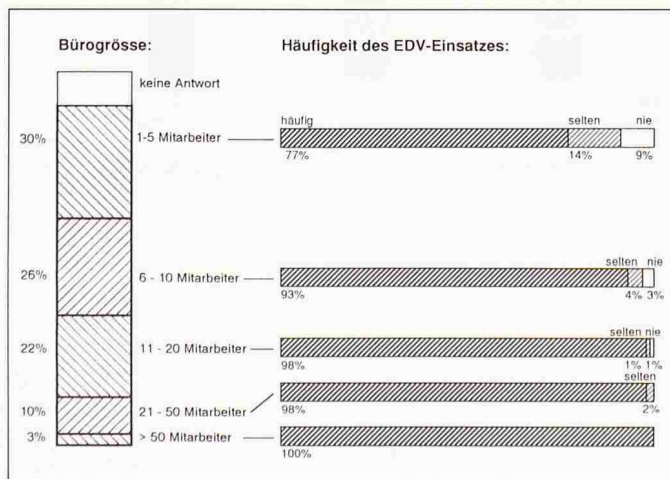 Bürogrösse:
Häufigkeit des EDV-Einsatzes:
keine Antwort
30%
1-5 Mitarbeiter
häufig
selten
nie
77%
14%
9%
26%
6 - 10 Mitarbeiter
selten
nie
93%
4%
3%
22%
11 - 20 Mitarbeiter
selten
nie
98%
1%
1%
10%
21 - 50 Mitarbeiter
selten
98%
2%
3%
> 50 Mitarbeiter
100%